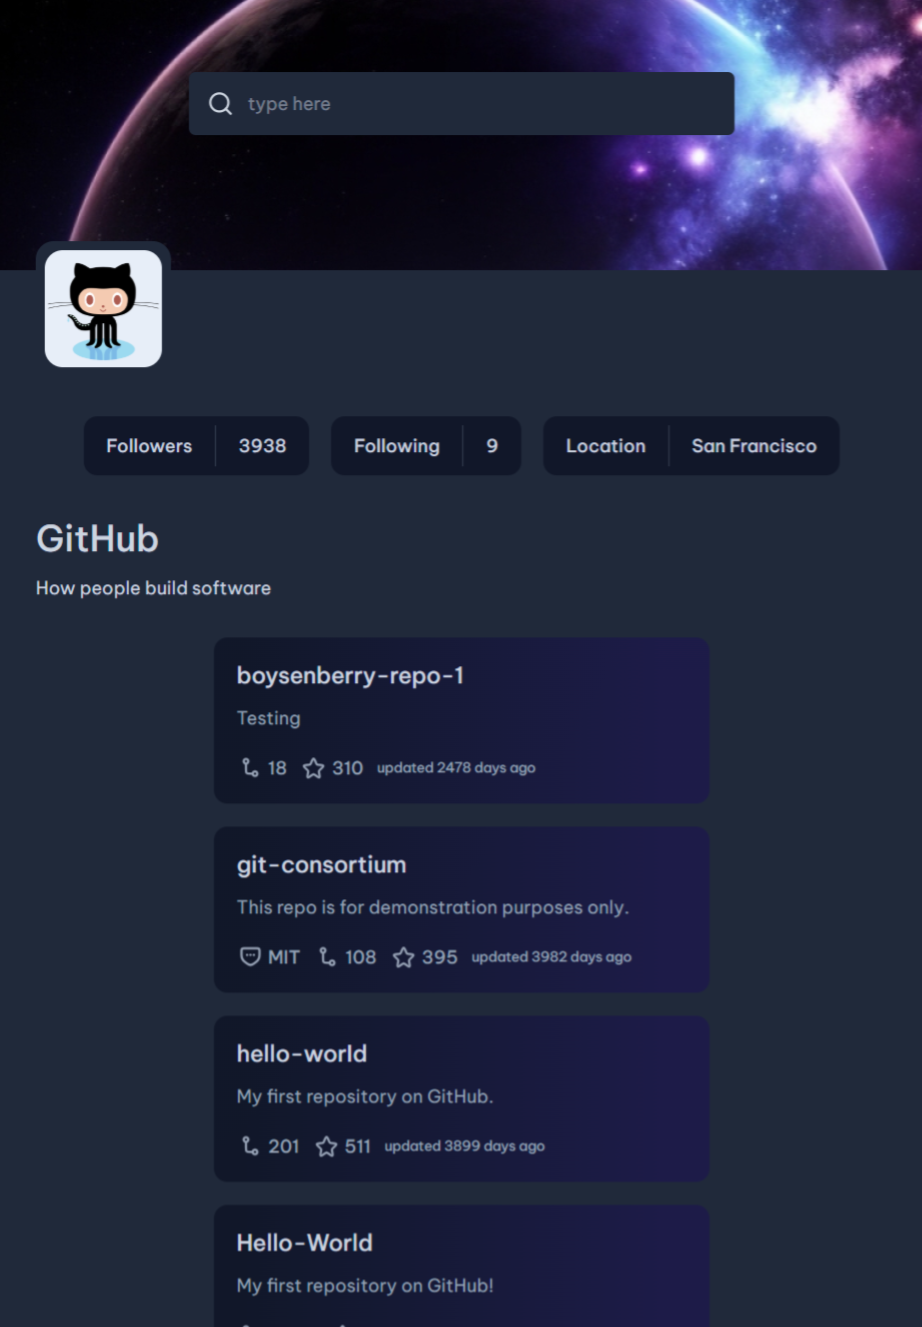 type here
Followers 3938 Following 9 Location San Francisco
GitHub
How people build software
boysenberry-repo-1
Testing
18 310 updated 2478 days ago
git-consortium
This repo is for demonstration purposes only.
MIT 108 395 updated 3982 days ago
hello-world
My first repository on GitHub.
201 511 updated 3899 days ago
Hello-World
My first repository on GitHub!